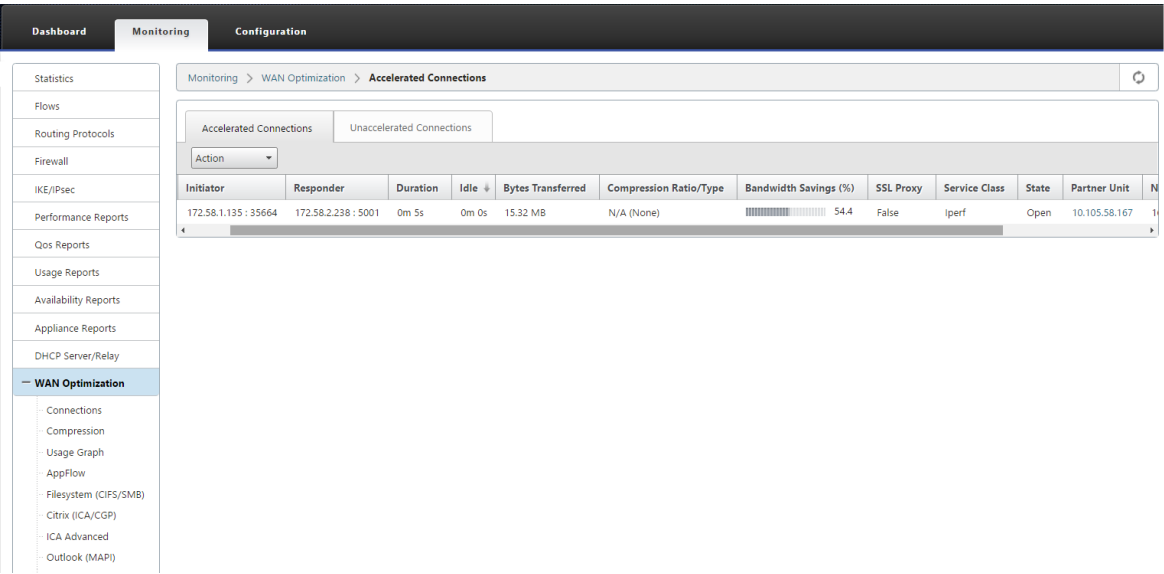 Dashboard Monitoring Configuration
Statistics
Flows
Routing Protocols
Firewall
IKE/IPsec
Performance Reports
Qos Reports
Usage Reports
Availability Reports
Appliance Reports
DHCP Server/Relay
WAN Optimization
Connections
Compression
Usage Graph
AppFlow
Filesystem (CIFS/SMB)
Citrix (ICA/CGP)
ICA Advanced
Outlook (MAPI)
Monitoring > WAN Optimization > Accelerated Connections
Accelerated Connections Unaccelerated Connections
Action
Initiator Responder Duration Idle Bytes Transferred Compression Ratio/Type Bandwidth Savings (%) SSL Proxy Service Class State Partner Unit N
172.58.1.135 : 35664 172.58.2.238 : 5001 0m 5s 0m 0s 15.32 MB N/A (None) 54.4 False Iperf Open 10.105.58.167